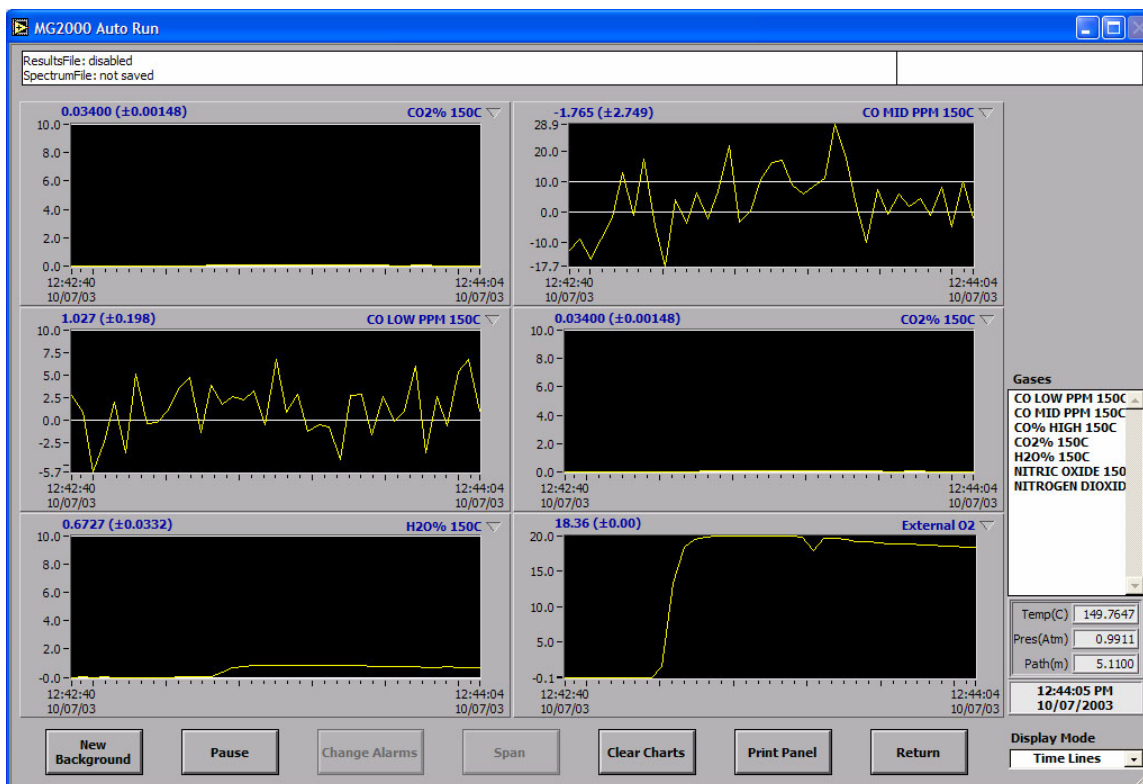 MG2000 Auto Run
ResultsFile: disabled
SpectrumFile: not saved
0.03400 (±0.00148) CO2% 150C
10.0
8.0
6.0
4.0
2.0
0.0
12:42:40 12:44:04
10/07/03 10/07/03
-1.765 (±2.749) CO MID PPM 150C
28.9
20.0
10.0
0.0
-10.0
-17.7
12:42:40 12:44:04
10/07/03 10/07/03
1.027 (±0.198) CO LOW PPM 150C
10.0
7.5
5.0
2.5
0.0
-2.5
-5.7
12:42:40 12:44:04
10/07/03 10/07/03
0.03400 (±0.00148) CO2% 150C
10.0
8.0
6.0
4.0
2.0
0.0
12:42:40 12:44:04
10/07/03 10/07/03
0.6727 (±0.0332) H2O% 150C
10.0
8.0
6.0
4.0
2.0
-0.0
12:42:40 12:44:04
10/07/03 10/07/03
18.36 (±0.00) External O2
20.0
15.0
10.0
5.0
-0.1
12:42:40 12:44:04
10/07/03 10/07/03
Gases
CO LOW PPM 150C
CO MID PPM 150C
CO% HIGH 150C
CO2% 150C
H2O% 150C
NITRIC OXIDE 150
NITROGEN DIOXID
Temp(C) 149.7647
Pres(Atm) 0.9911
Path(m) 5.1100
12:44:05 PM
10/07/2003
Display Mode
Time Lines
New
Background
Pause
Change Alarms
Span
Clear Charts
Print Panel
Return